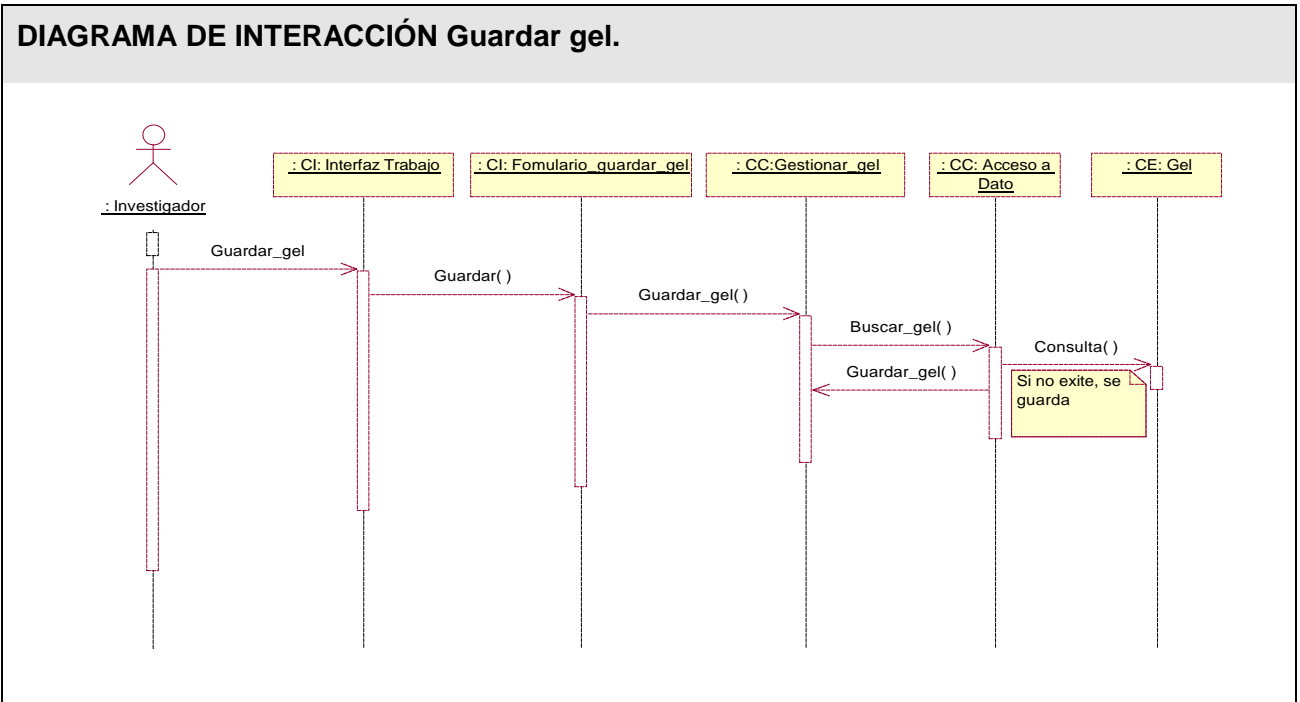 DIAGRAMA DE INTERACCIÓN Guardar gel.
: Investigador
: CI: Interfaz Trabajo
: CI: Fomulario_guardar_gel
: CC:Gestionar_gel
: CC: Acceso a
Dato
: CE: Gel
Guardar_gel
Guardar( )
Guardar_gel( )
Buscar_gel( )
Consulta( )
Guardar_gel( )
Si no exite, se
guarda